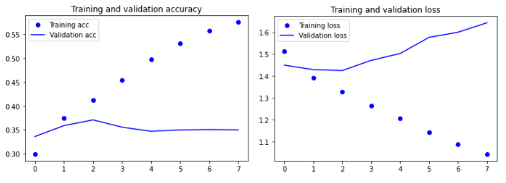 Training and validation accuracy
Training acc
Validation acc
0.55
0.50
0.45
0.40
0.35
0.30
0 1 2 3 4 5 6 7
Training and validation loss
Training loss
Validation loss
1.6
1.5
1.4
1.3
1.2
1.1
0 1 2 3 4 5 6 7